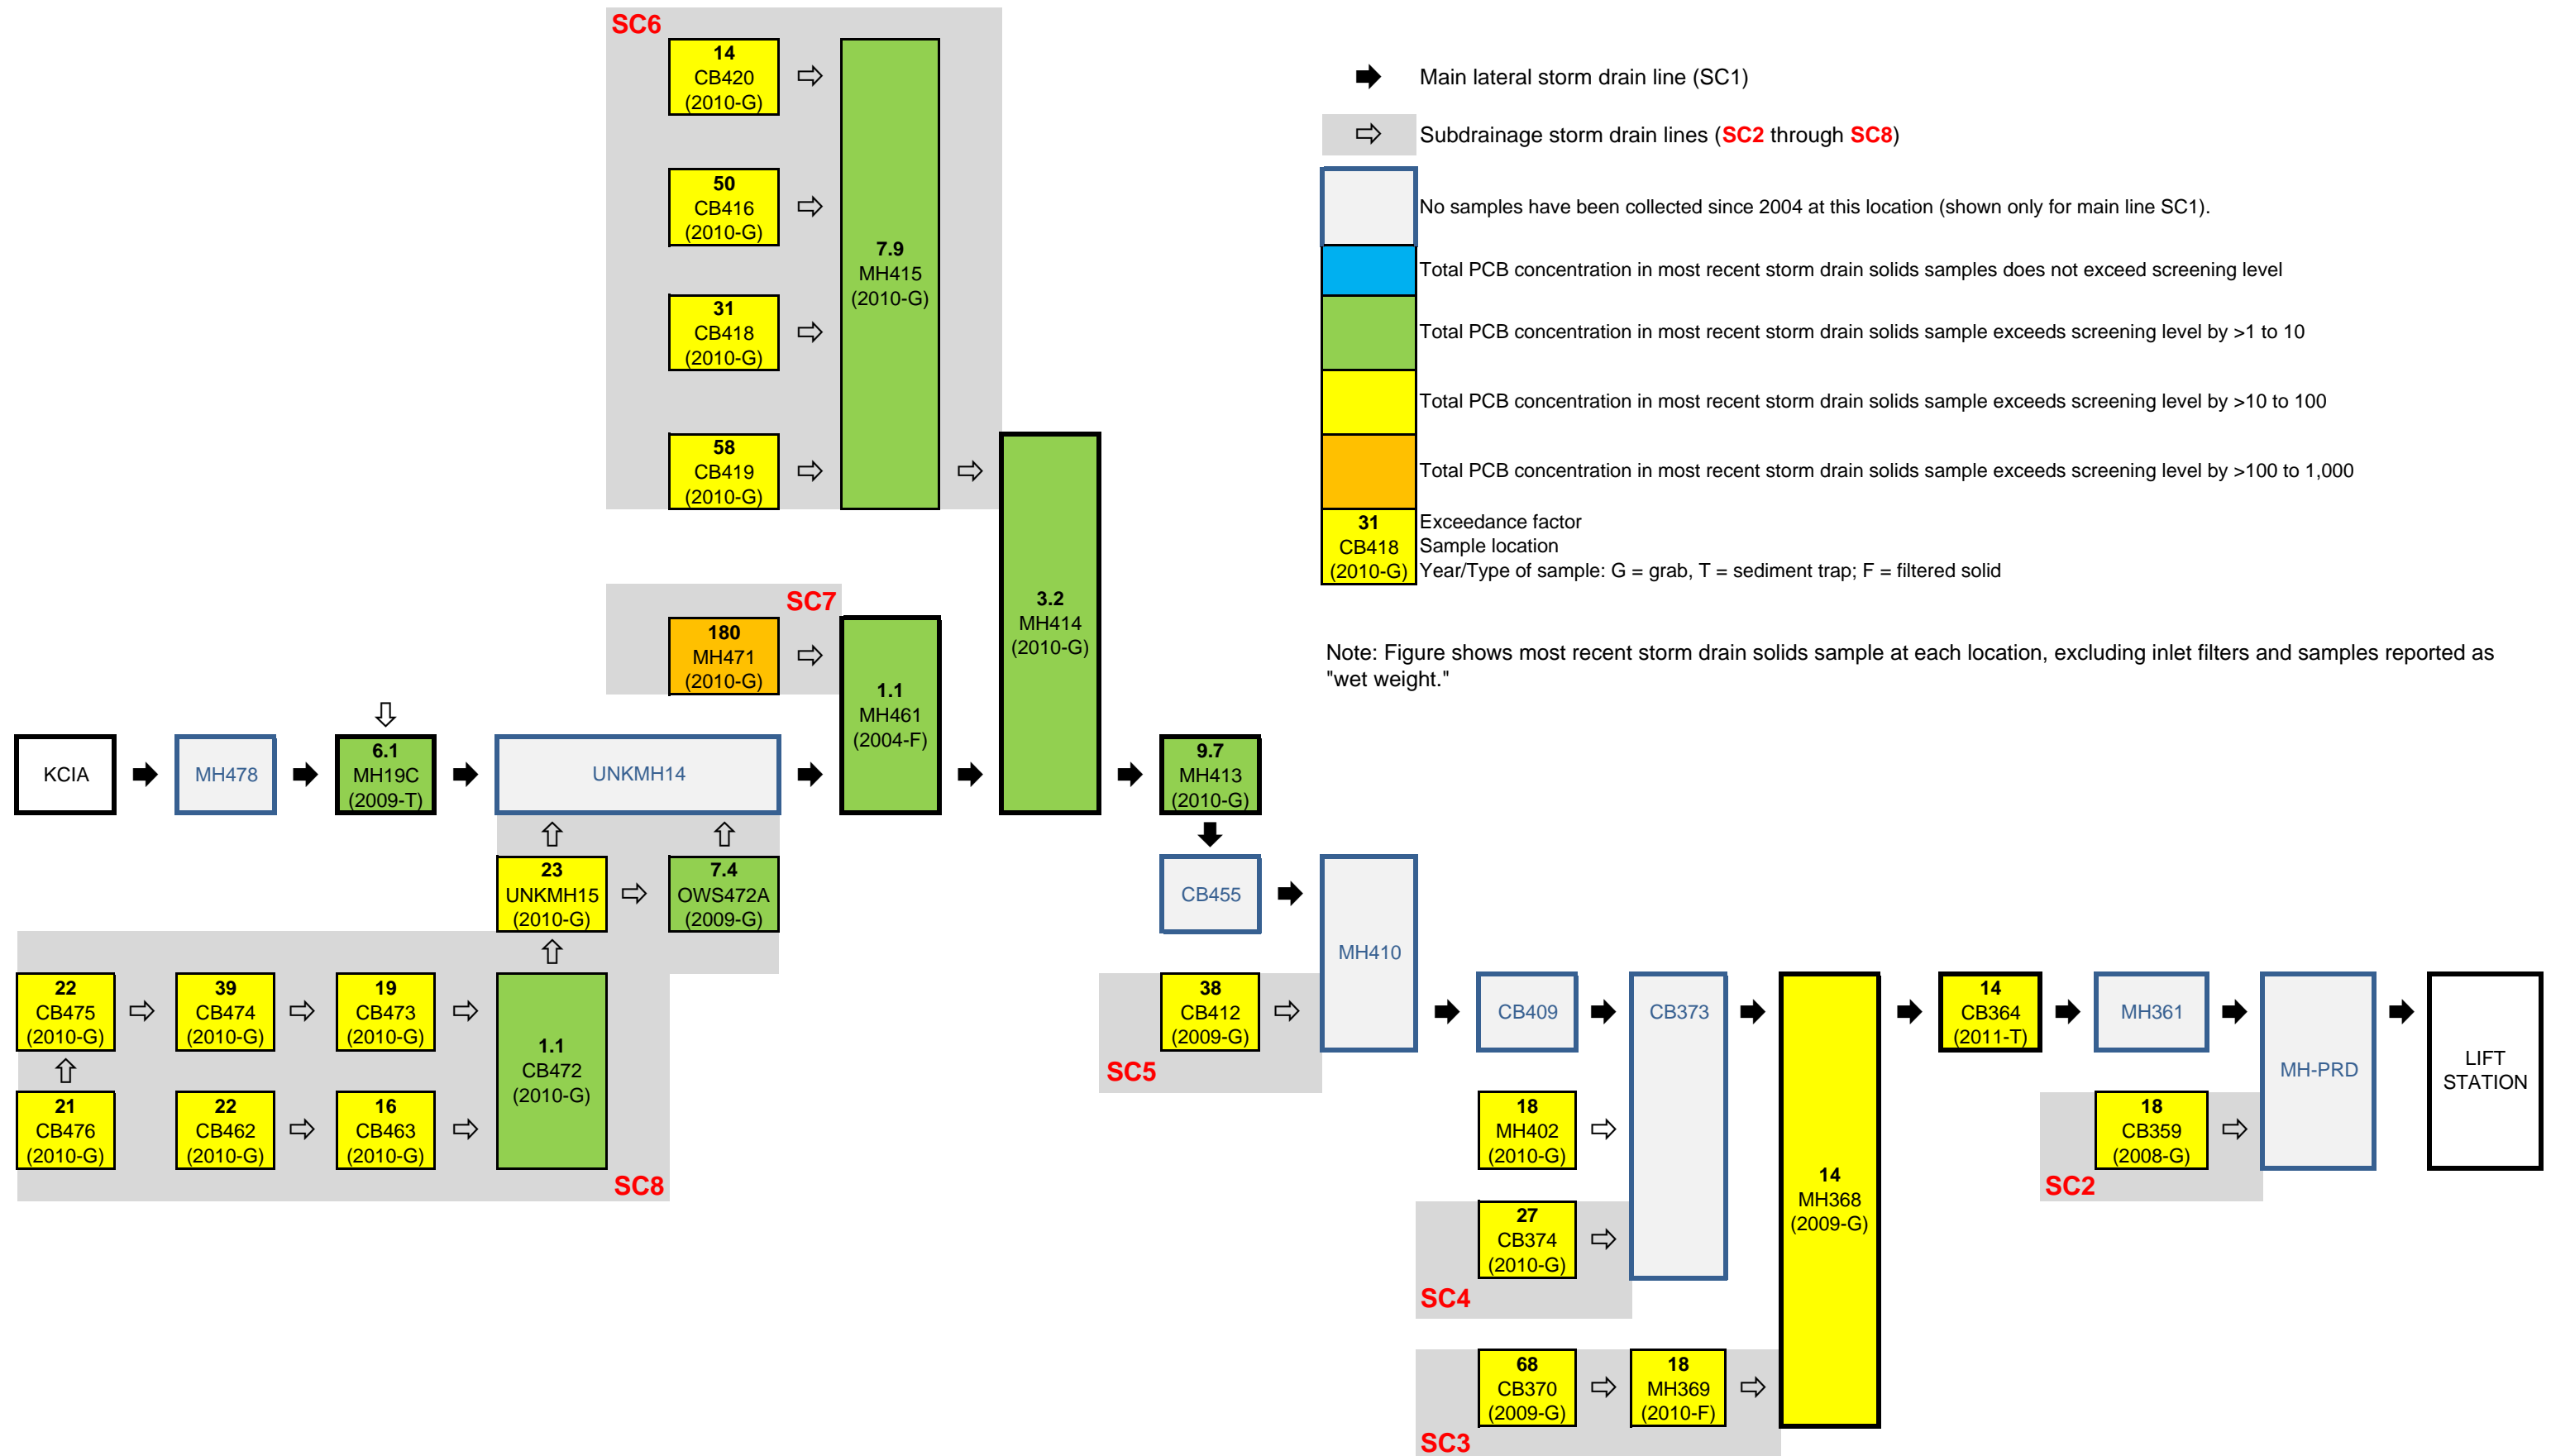 SC6
14
CB420
(2010-G)
50
CB416
(2010-G)
31
CB418
(2010-G)
58
CB419
(2010-G)
7.9
MH415
(2010-G)
Main lateral storm drain line (SC1)
Subdrainage storm drain lines (SC2 through SC8)
No samples have been collected since 2004 at this location (shown only for main line SC1).
Total PCB concentration in most recent storm drain solids samples does not exceed screening level
Total PCB concentration in most recent storm drain solids sample exceeds screening level by >1 to 10
Total PCB concentration in most recent storm drain solids sample exceeds screening level by >10 to 100
Total PCB concentration in most recent storm drain solids sample exceeds screening level by >100 to 1,000
31 Exceedance factor
CB418 Sample location
(2010-G) Year/Type of sample: G = grab, T = sediment trap; F = filtered solid
Note: Figure shows most recent storm drain solids sample at each location, excluding inlet filters and samples reported as
"wet weight."
SC7
180
MH471
(2010-G)
1.1
MH461
(2004-F)
3.2
MH414
(2010-G)
KCIA
MH478
6.1
MH19C
(2009-T)
UNKMH14
9.7
MH413
(2010-G)
23
UNKMH15
(2010-G)
7.4
OWS472A
(2009-G)
22
CB475
(2010-G)
39
CB474
(2010-G)
19
CB473
(2010-G)
1.1
CB472
(2010-G)
21
CB476
(2010-G)
22
CB462
(2010-G)
16
CB463
(2010-G)
SC8
CB455
MH410
38
CB412
(2009-G)
SC5
CB409
CB373
18
MH402
(2010-G)
27
CB374
(2010-G)
SC4
68
CB370
(2009-G)
18
MH369
(2010-F)
SC3
14
MH368
(2009-G)
14
CB364
(2011-T)
MH361
18
CB359
(2008-G)
SC2
MH-PRD
LIFT
STATION